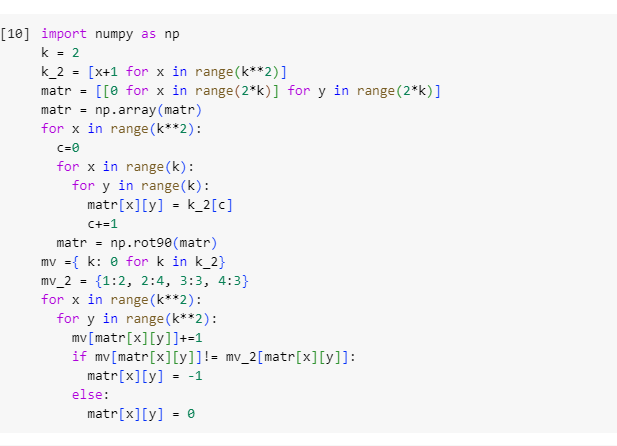 [10] import numpy as np
k = 2
k_2 = [x+1 for x in range(k**2)]
matr = [[0 for x in range(2*k)] for y in range(2*k)]
matr = np.array(matr)
for x in range(k**2):
  c=0
  for x in range(k):
    for y in range(k):
      matr[x][y] = k_2[c]
      c+=1
  matr = np.rot90(matr)
mv ={ k: 0 for k in k_2}
mv_2 = {1:2, 2:4, 3:3, 4:3}
for x in range(k**2):
  for y in range(k**2):
    mv[matr[x][y]]+=1
    if mv[matr[x][y]]!= mv_2[matr[x][y]]:
      matr[x][y] = -1
    else:
      matr[x][y] = 0